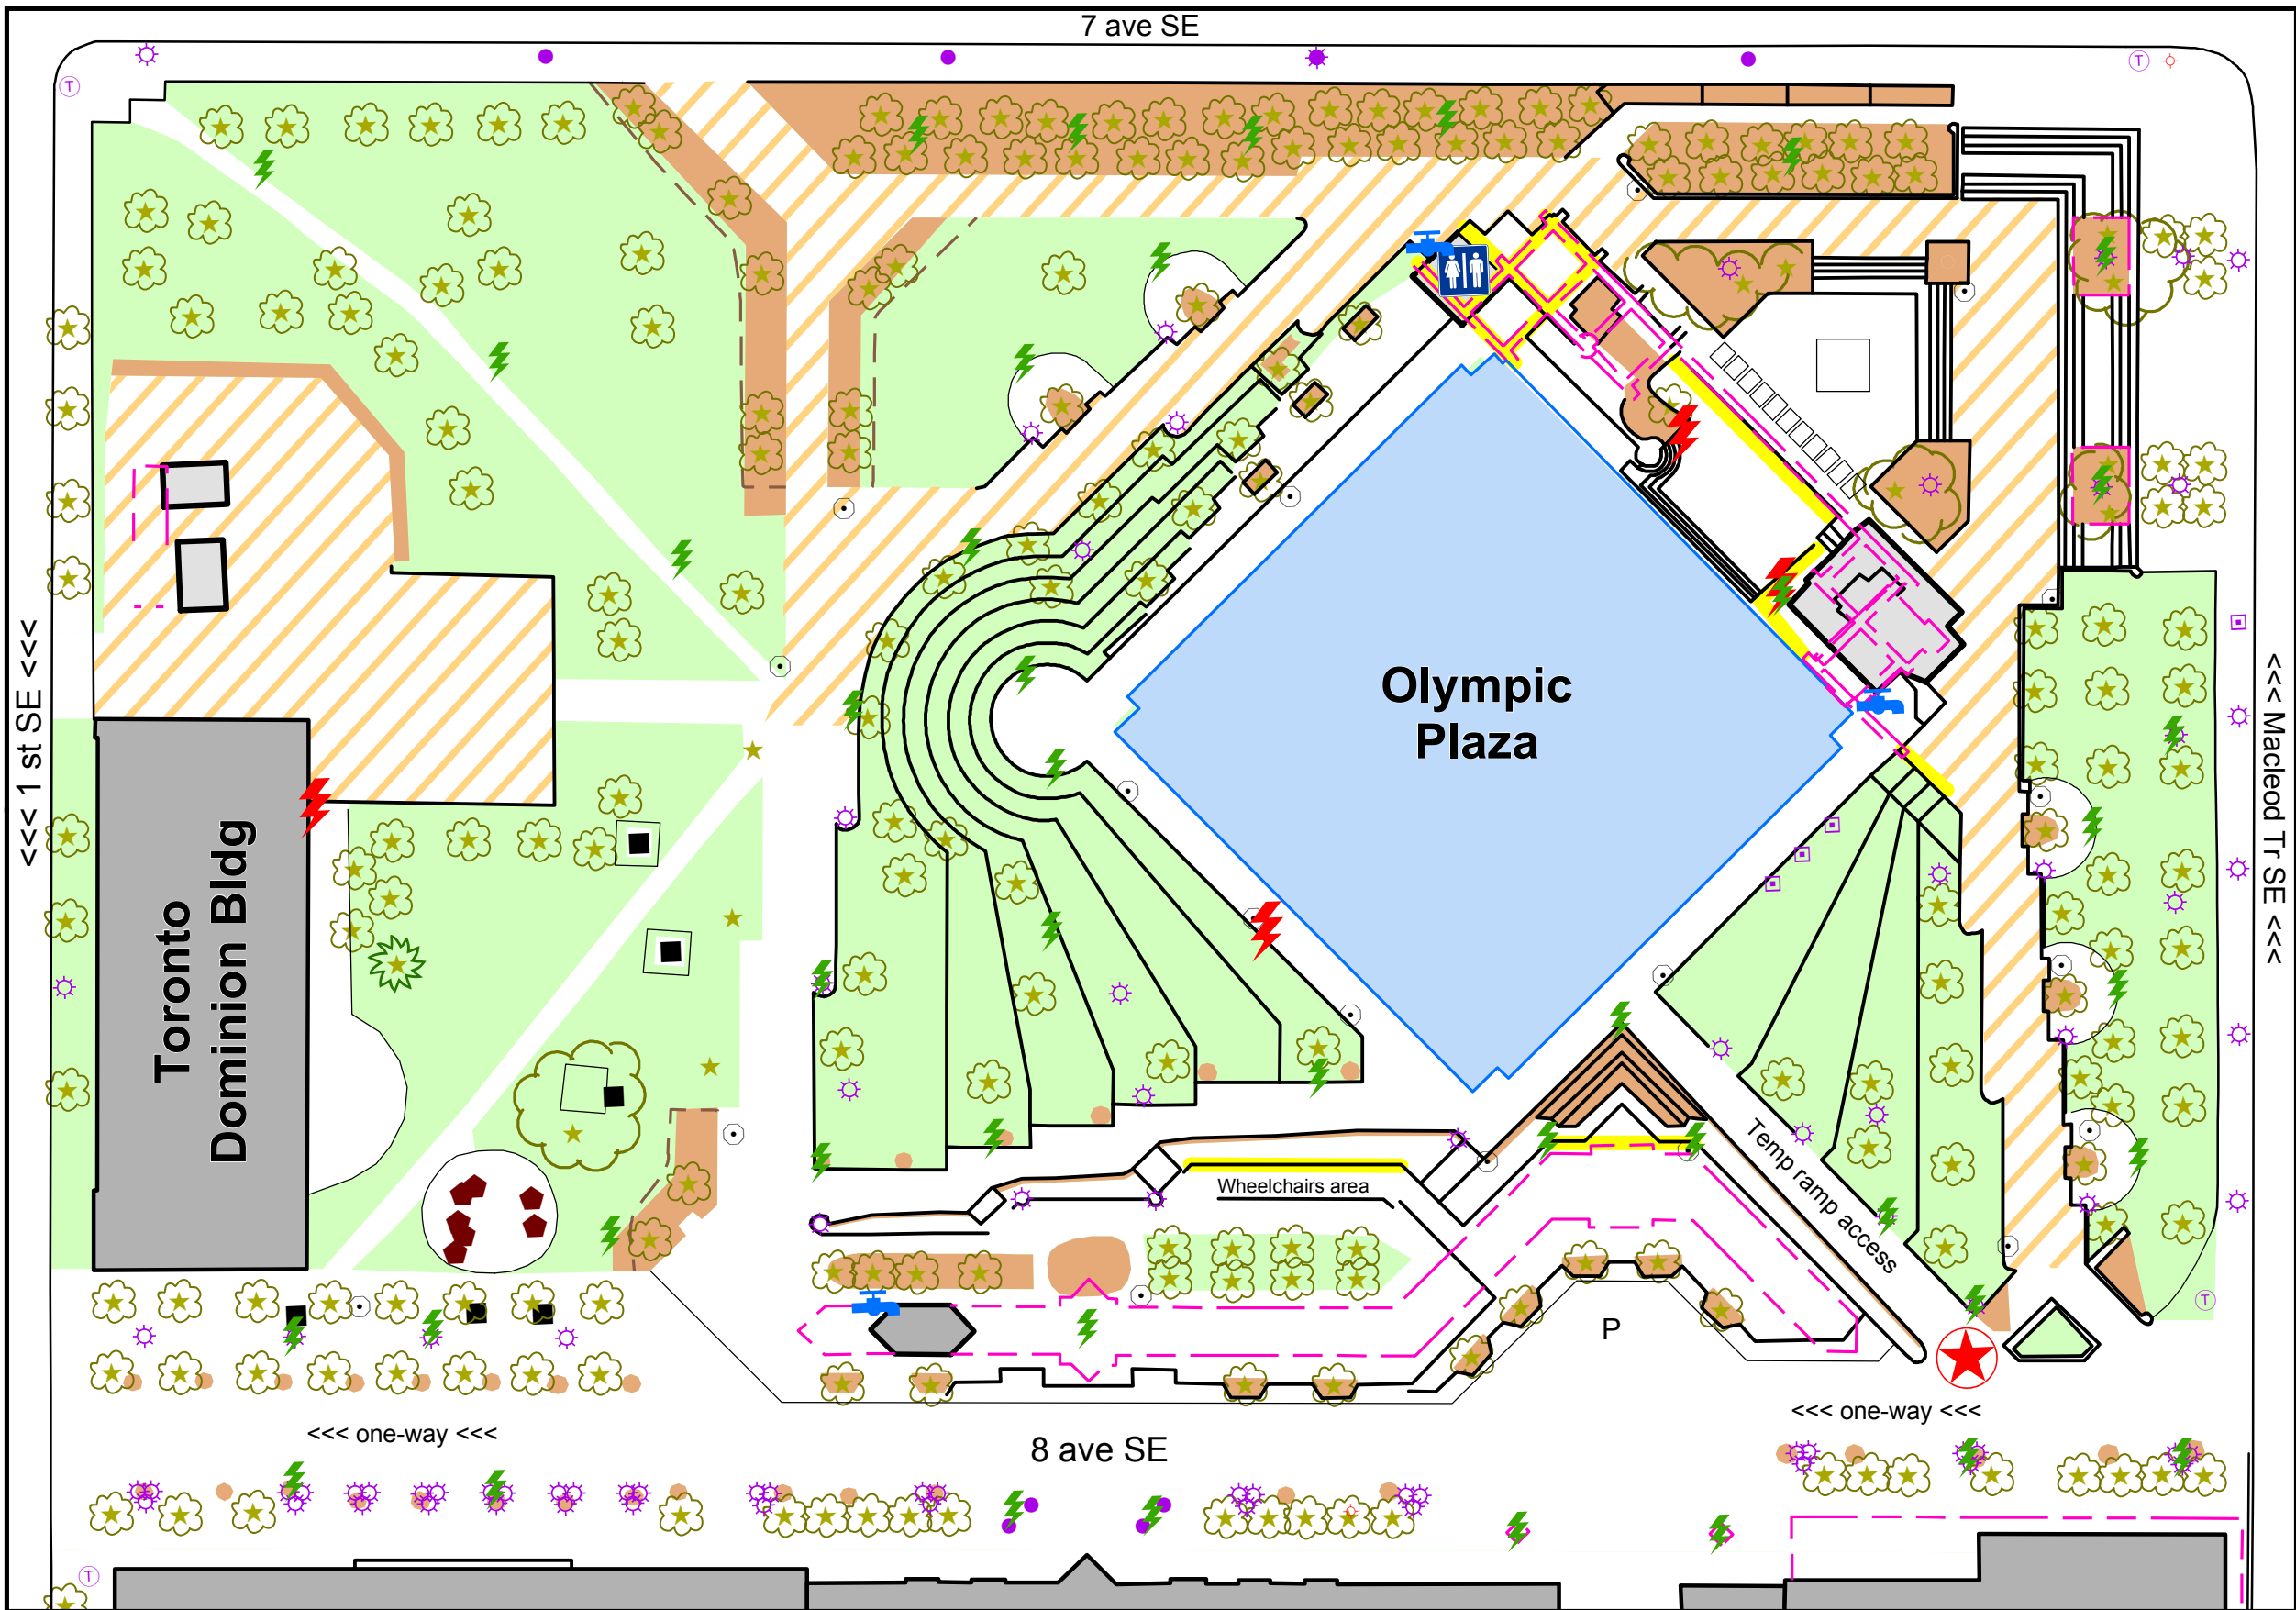 7 ave SE
T
T
Olympic
Plaza
<<< 1 st SE <<<
<<< Macleod Tr SE <<<
Toronto
Dominion Bldg
Temp ramp access
Wheelchairs area
T
P
<<< one-way <<<
<<< one-way <<<
8 ave SE
T